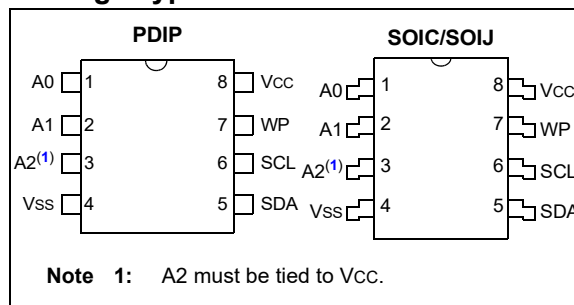 PDIP
A0 1 8 VCC
A1 2 7 WP
A2(1) 3 6 SCL
VSS 4 5 SDA
SOIC/SOIJ
A0 1 8 VCC
A1 2 7 WP
A2(1) 3 6 SCL
VSS 4 5 SDA
Note 1: A2 must be tied to VCC.